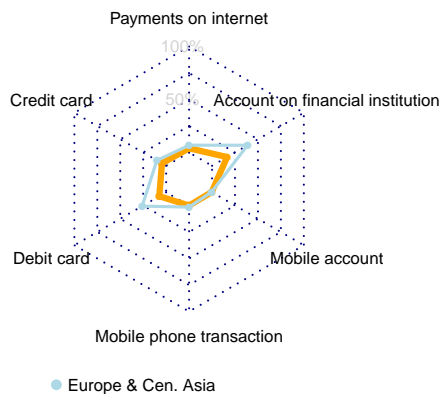 Payments on internet
100%
Credit card
50%
Account on financial institution
Debit card
Mobile account
Mobile phone transaction
Europe & Cen. Asia